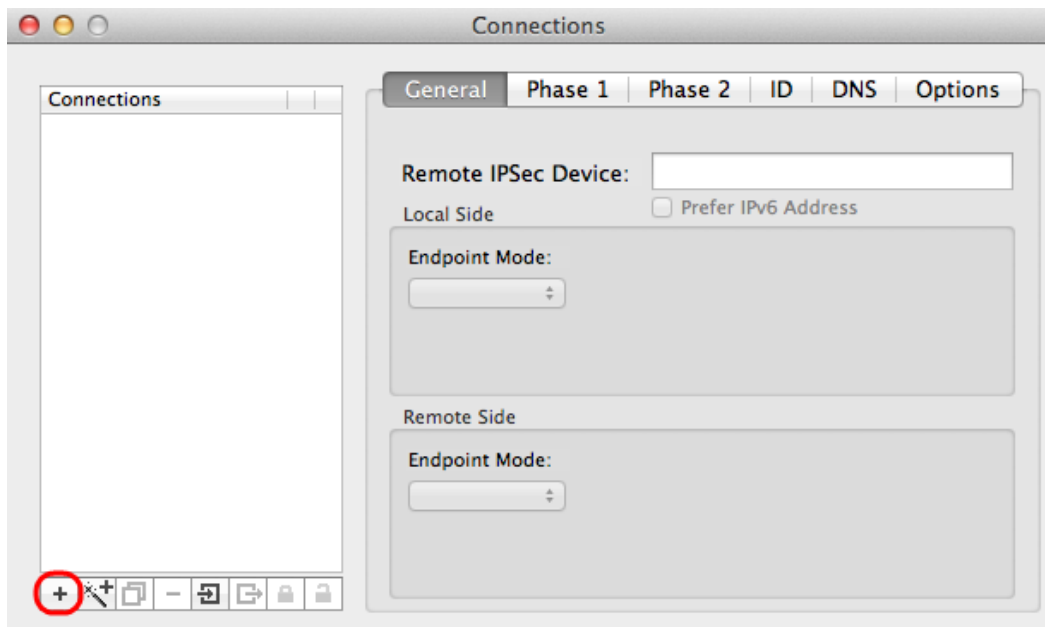 Connections
Connections
General Phase 1 Phase 2 ID DNS Options
Remote IPSec Device:
Prefer IPv6 Address
Local Side
Endpoint Mode:
Remote Side
Endpoint Mode: